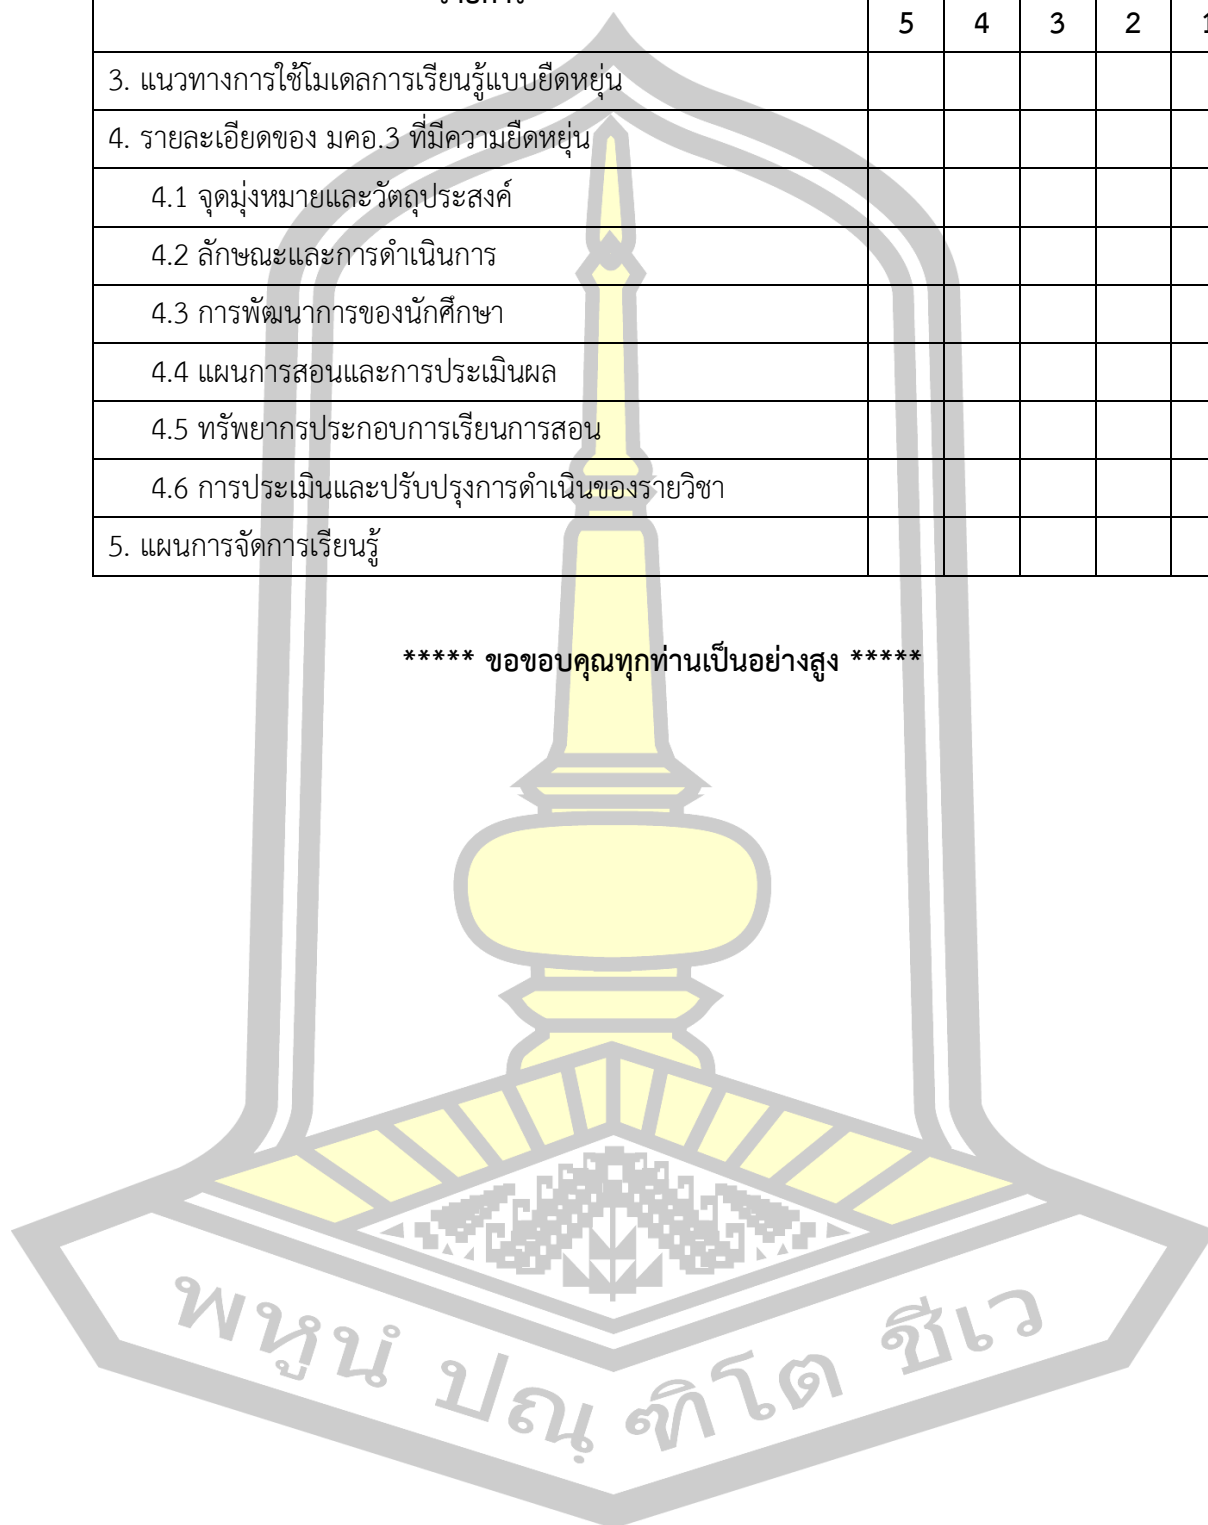 รายการ
5 4 3 2 1
3. แนวทางการใช้โมเดลการเรียนรู้แบบยืดหยุ่น
4. รายละเอียดของ มคอ.3 ที่มีความยืดหยุ่น
4.1 จุดมุ่งหมายและวัตถุประสงค์
4.2 ลักษณะและการดำเนินการ
4.3 การพัฒนาการของนักศึกษา
4.4 แผนการสอนและการประเมินผล
4.5 ทรัพยากรประกอบการเรียนการสอน
4.6 การประเมินและปรับปรุงการดำเนินของรายวิชา
5. แผนการจัดการเรียนรู้
***** ขอขอบคุณทุกท่านเป็นอย่างสูง *****
พหูนํ ปณฺ ฑิโต ชีเว